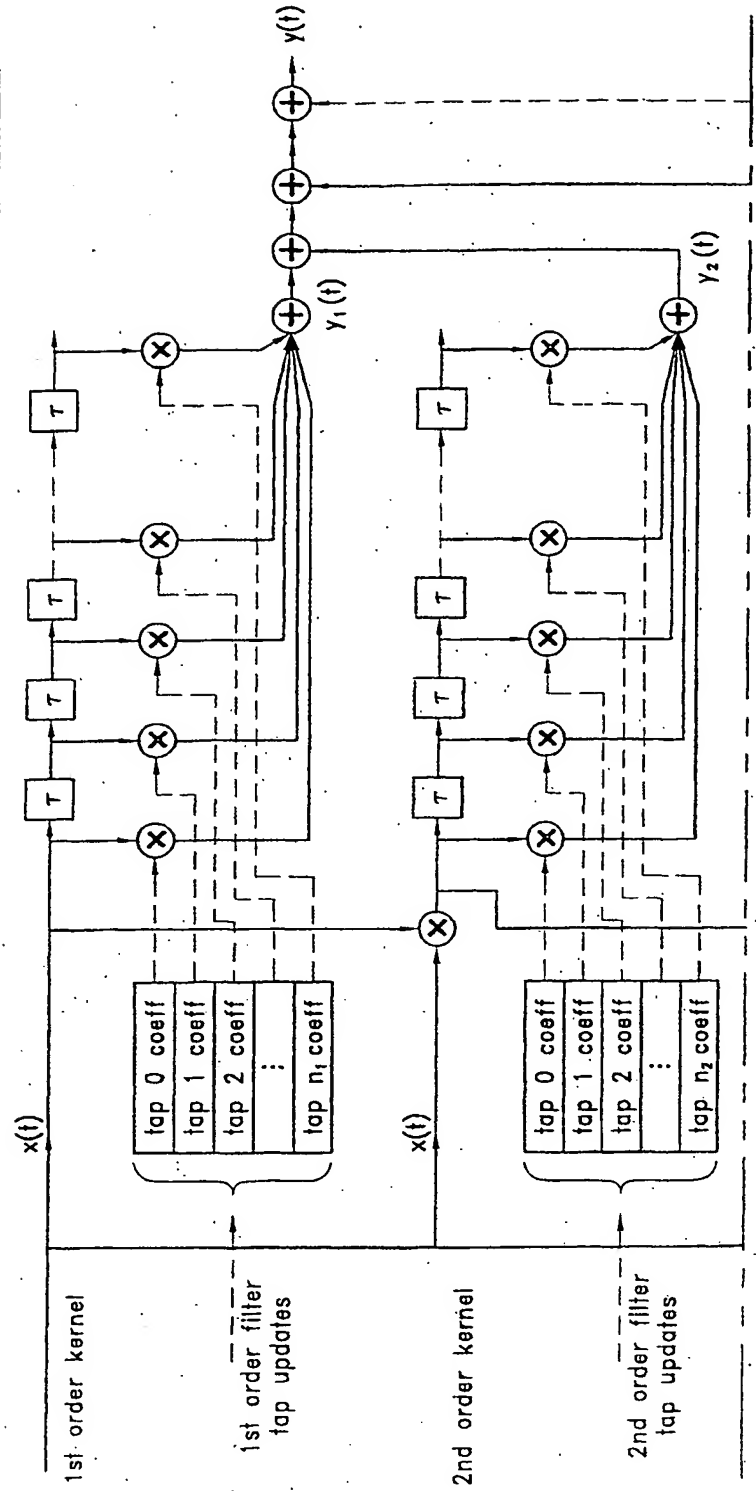 1st order kernel
x(t)
τ
τ
τ
τ
×
×
×
×
×
tap 0 coeff
tap 1 coeff
tap 2 coeff
⋮
tap n₁ coeff
1st order filter
tap updates
+
+
+
+
y(t)
y₁(t)
2nd order kernel
x(t)
×
τ
τ
τ
τ
×
×
×
×
×
tap 0 coeff
tap 1 coeff
tap 2 coeff
⋮
tap n₂ coeff
2nd order filter
tap updates
+
y₂(t)